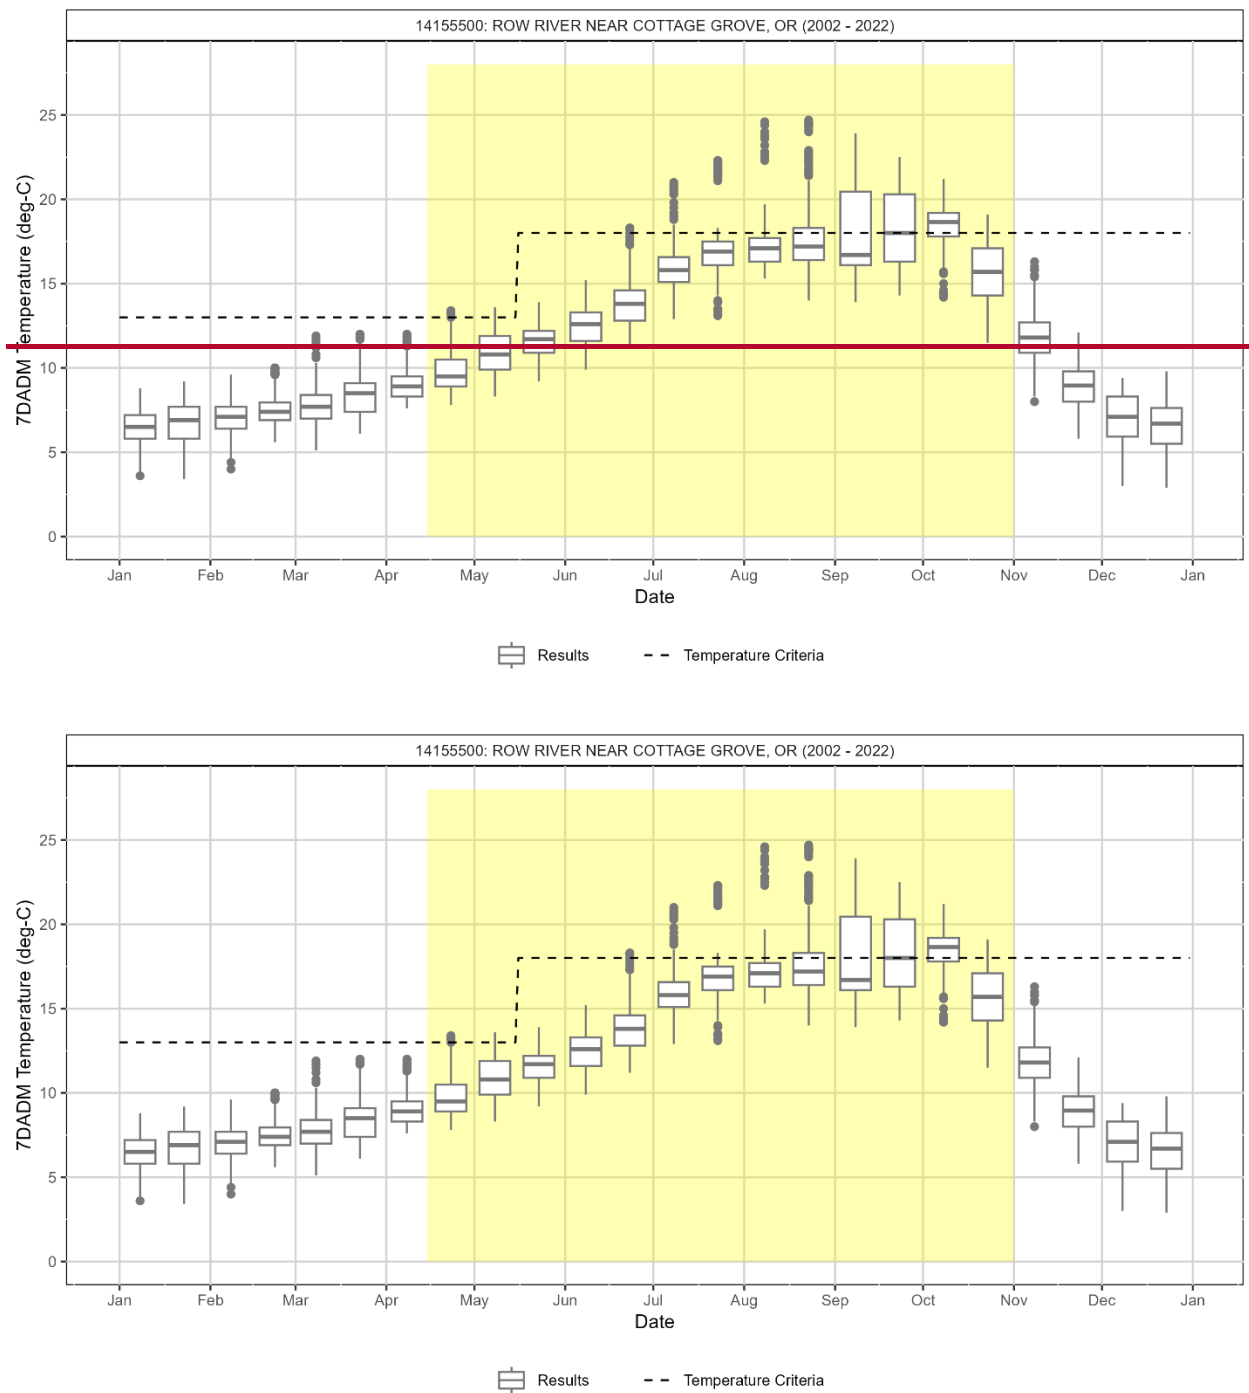 14155500: ROW RIVER NEAR COTTAGE GROVE, OR (2002 - 2022)
7DADM Temperature (deg-C)
25
20
15
10
5
0
Jan Feb Mar Apr May Jun Jul Aug Sep Oct Nov Dec Jan
Date
Results Temperature Criteria
14155500: ROW RIVER NEAR COTTAGE GROVE, OR (2002 - 2022)
7DADM Temperature (deg-C)
25
20
15
10
5
0
Jan Feb Mar Apr May Jun Jul Aug Sep Oct Nov Dec Jan
Date
Results Temperature Criteria